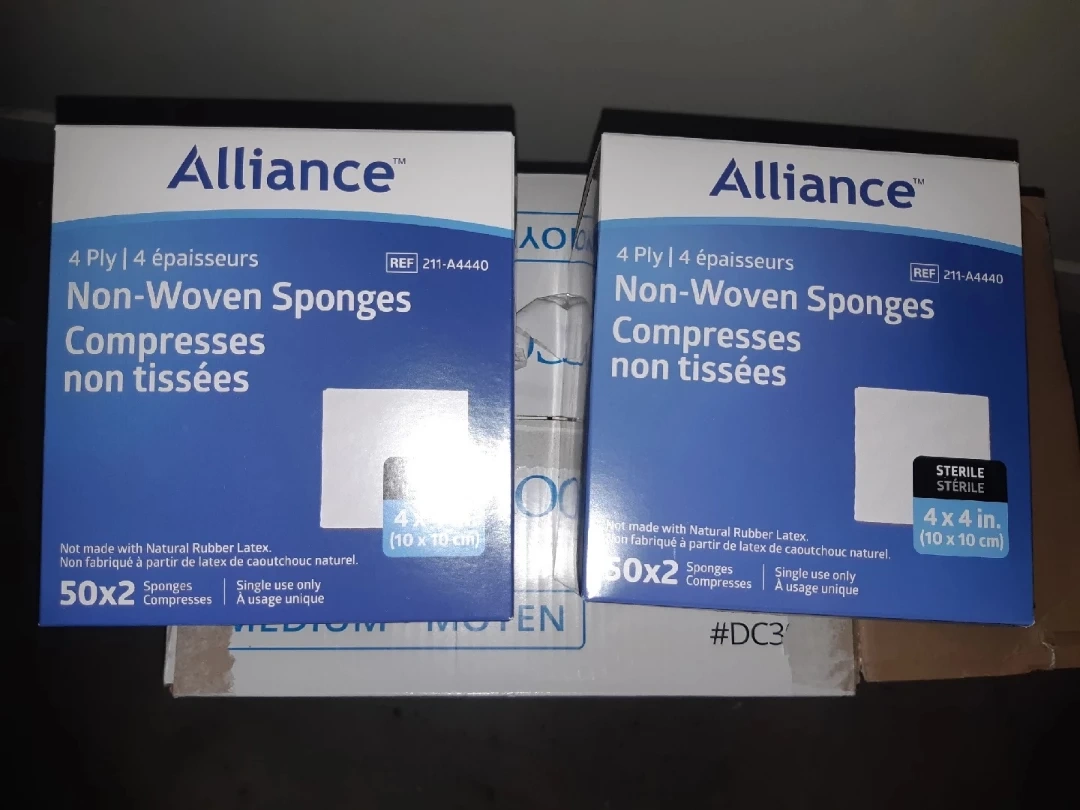 Alliance™
4 Ply | 4 épaisseurs
REF 211-A4440
Non-Woven Sponges
Compresses
non tissées
4 x
(10 x 10 cm)
Not made with Natural Rubber Latex.
Non fabriqué à partir de latex de caoutchouc naturel.
50x2 Sponges
Compresses
Single use only
À usage unique
Alliance™
4 Ply | 4 épaisseurs
REF 211-A4440
Non-Woven Sponges
Compresses
non tissées
STERILE
STÉRILE
4 x 4 in.
(10 x 10 cm)
Not made with Natural Rubber Latex.
Non fabriqué à partir de latex de caoutchouc naturel.
50x2 Sponges
Compresses
Single use only
À usage unique
MEDIUM - MOYEN
#DC3